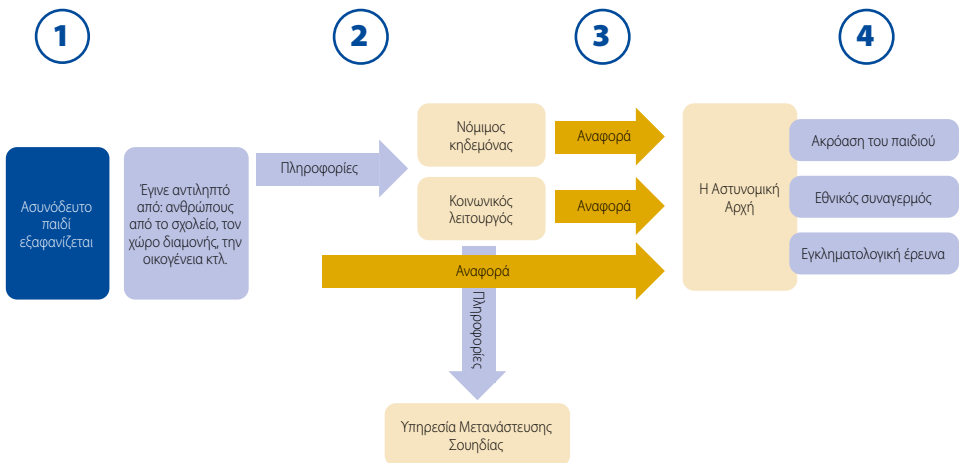 1
2
3
4
Ασυνόδευτο
παιδί
εξαφανίζεται
Έγινε αντιληπτό
από: ανθρώπους
από το σχολείο, τον
χώρο διαμονής, την
οικογένεια κτλ.
Πληροφορίες
Νόμιμος
κηδεμόνας
Κοινωνικός
λειτουργός
Αναφορά
Αναφορά
Αναφορά
Πληροφορίες
Υπηρεσία Μετανάστευσης
Σουηδίας
Η Αστυνομική
Αρχή
Ακρόαση του παιδιού
Εθνικός συναγερμός
Εγκληματολογική έρευνα